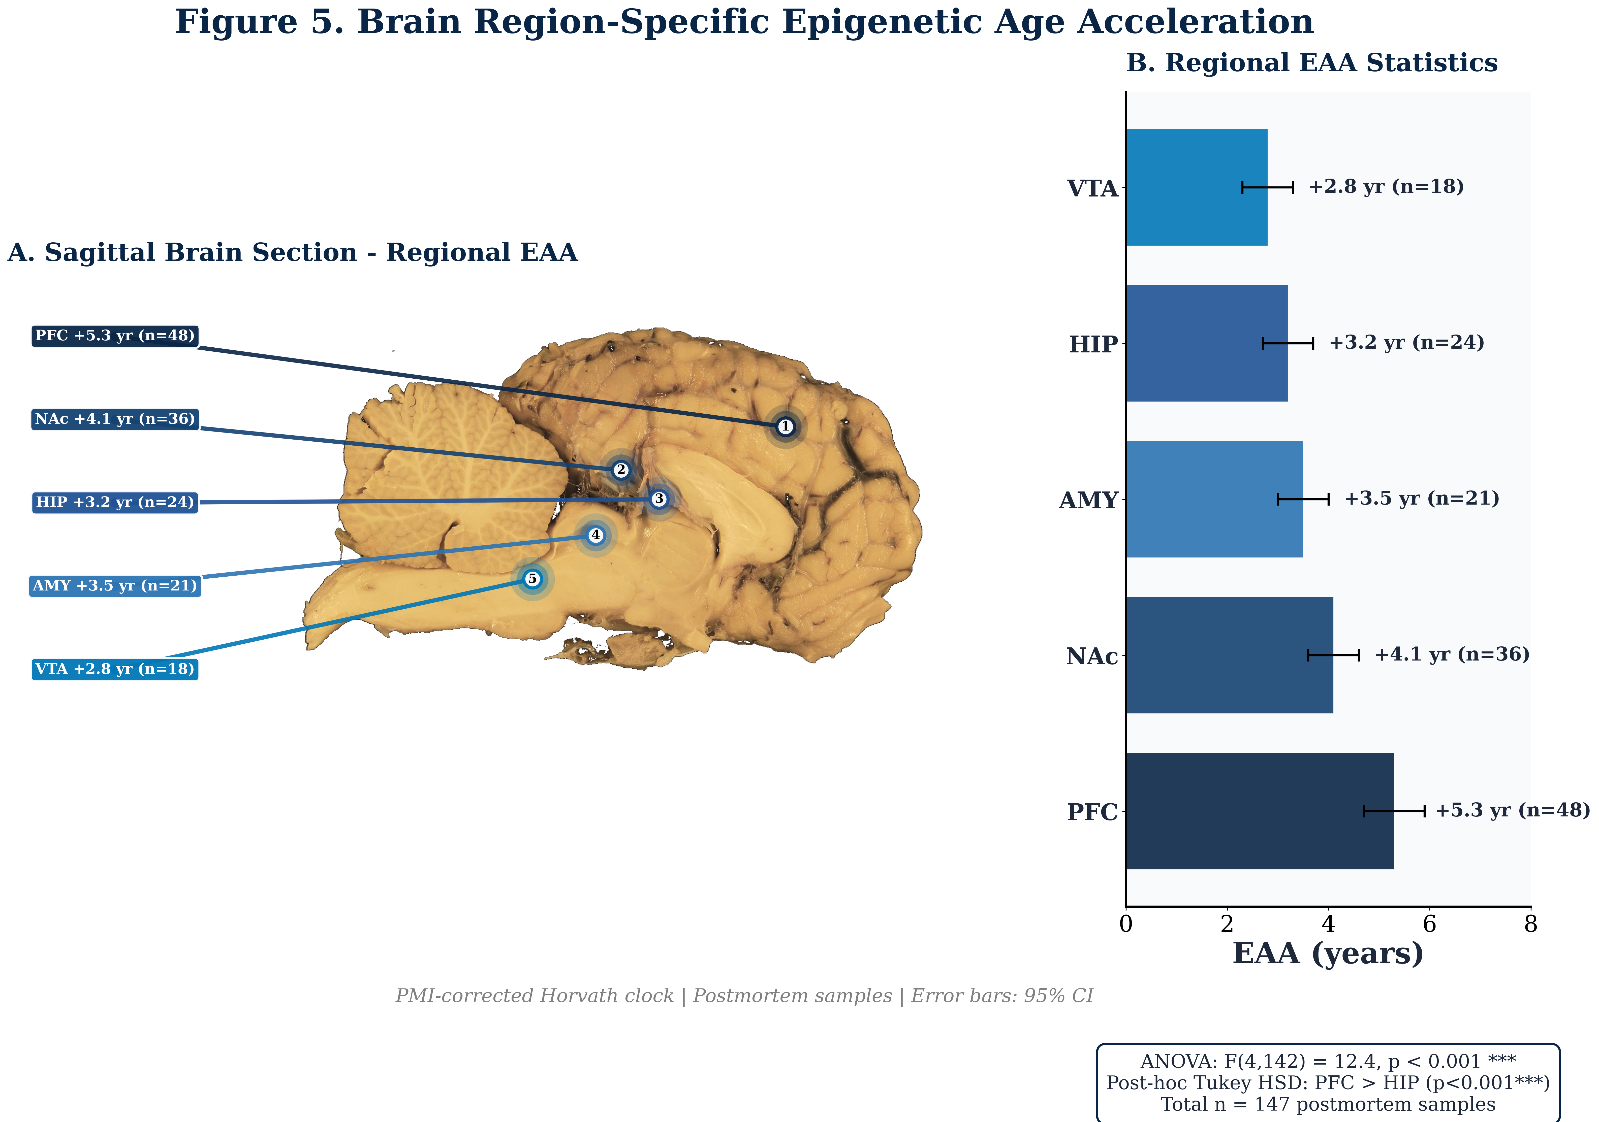 Figure 5. Brain Region-Specific Epigenetic Age Acceleration
A. Sagittal Brain Section - Regional EAA
PFC +5.3 yr (n=48)
NAc +4.1 yr (n=36)
HIP +3.2 yr (n=24)
AMY +3.5 yr (n=21)
VTA +2.8 yr (n=18)
1
2
3
4
5
B. Regional EAA Statistics
VTA +2.8 yr (n=18)
HIP +3.2 yr (n=24)
AMY +3.5 yr (n=21)
NAc +4.1 yr (n=36)
PFC +5.3 yr (n=48)
0 2 4 6 8
EAA (years)
PMI-corrected Horvath clock | Postmortem samples | Error bars: 95% CI
ANOVA: F(4,142) = 12.4, p < 0.001 ***
Post-hoc Tukey HSD: PFC > HIP (p<0.001***)
Total n = 147 postmortem samples